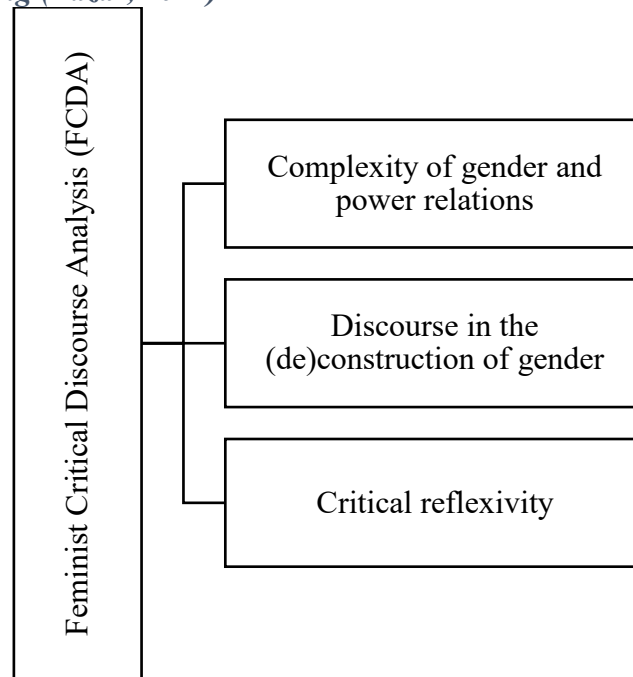 Feminist Critical Discourse Analysis (FCDA)
Complexity of gender and
power relations
Discourse in the
(de)construction of gender
Critical reflexivity